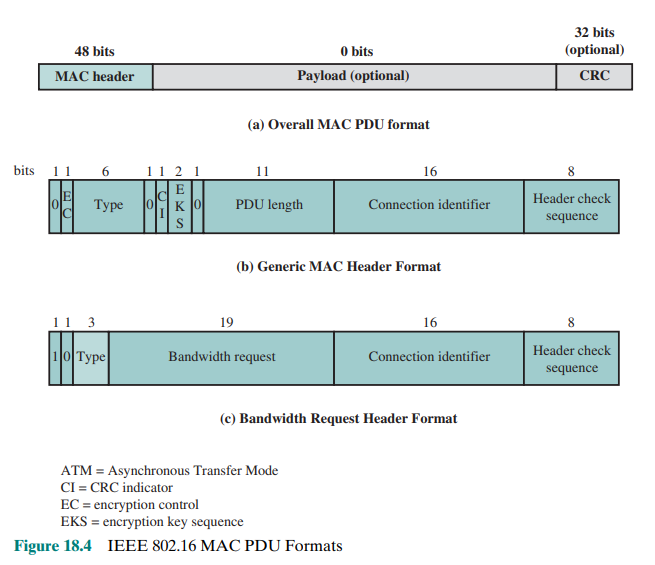 32 bits
48 bits 0 bits (optional)
MAC header Payload (optional) CRC
(a) Overall MAC PDU format
bits 1 1 6 1 1 2 1 11 16 8
0 EC Type 0 CI EKS 0 PDU length Connection identifier Header check
sequence
(b) Generic MAC Header Format
1 1 3 19 16 8
1 0 Type Bandwidth request Connection identifier Header check
sequence
(c) Bandwidth Request Header Format
ATM = Asynchronous Transfer Mode
CI = CRC indicator
EC = encryption control
EKS = encryption key sequence
Figure 18.4 IEEE 802.16 MAC PDU Formats